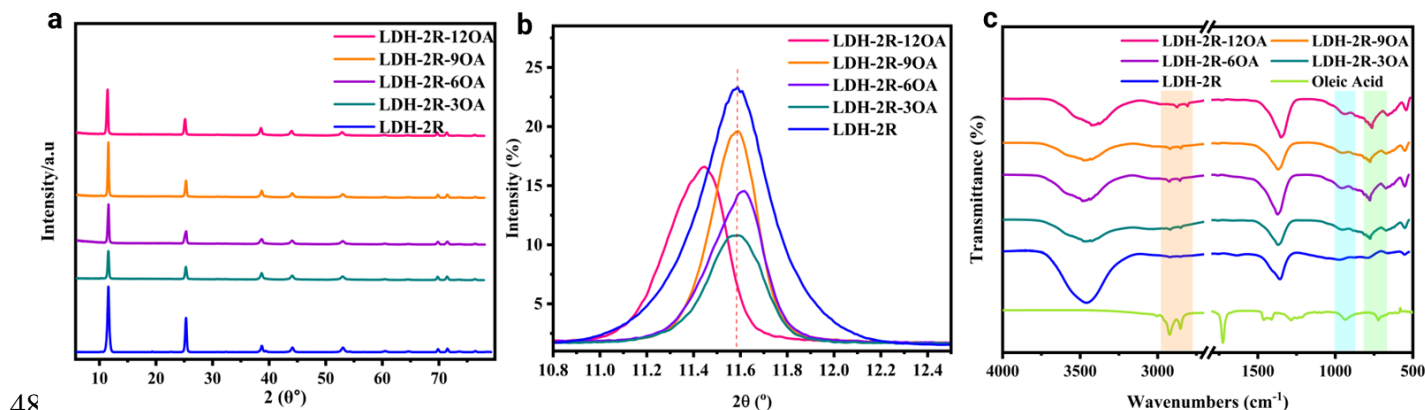 a
LDH-2R-12OA
LDH-2R-9OA
LDH-2R-6OA
LDH-2R-3OA
LDH-2R
Intensity/a.u
10 20 30 40 50 60 70
2 (θ°)
b
LDH-2R-12OA
LDH-2R-9OA
LDH-2R-6OA
LDH-2R-3OA
LDH-2R
Intensity (%)
25
20
15
10
5
10.8 11.0 11.2 11.4 11.6 11.8 12.0 12.2 12.4
2θ (°)
c
LDH-2R-12OA LDH-2R-9OA
LDH-2R-6OA LDH-2R-3OA
LDH-2R Oleic Acid
Transmittance (%)
4000 3500 3000 1500 1000 500
Wavenumbers (cm⁻¹)